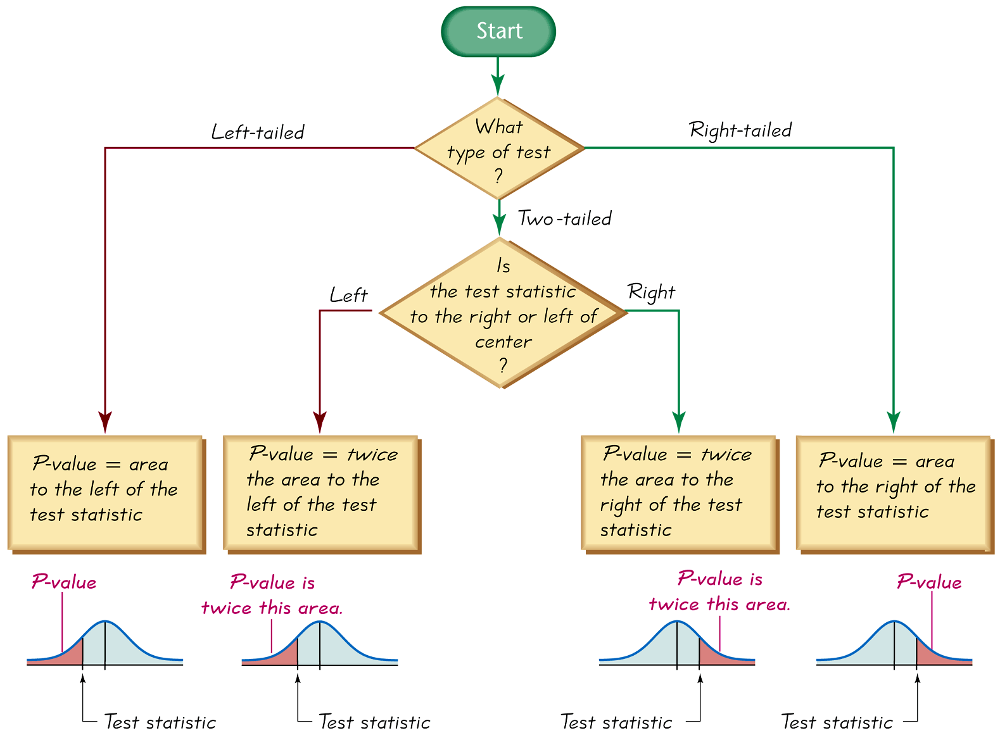 Start
What
type of test
?
Left-tailed
Right-tailed
Two-tailed
Is
the test statistic
to the right or left of
center
?
Left
Right
P-value = area
to the left of the
test statistic
P-value = twice
the area to the
left of the test
statistic
P-value = twice
the area to the
right of the test
statistic
P-value = area
to the right of the
test statistic
P-value
P-value is
twice this area.
P-value is
twice this area.
P-value
Test statistic
Test statistic
Test statistic
Test statistic